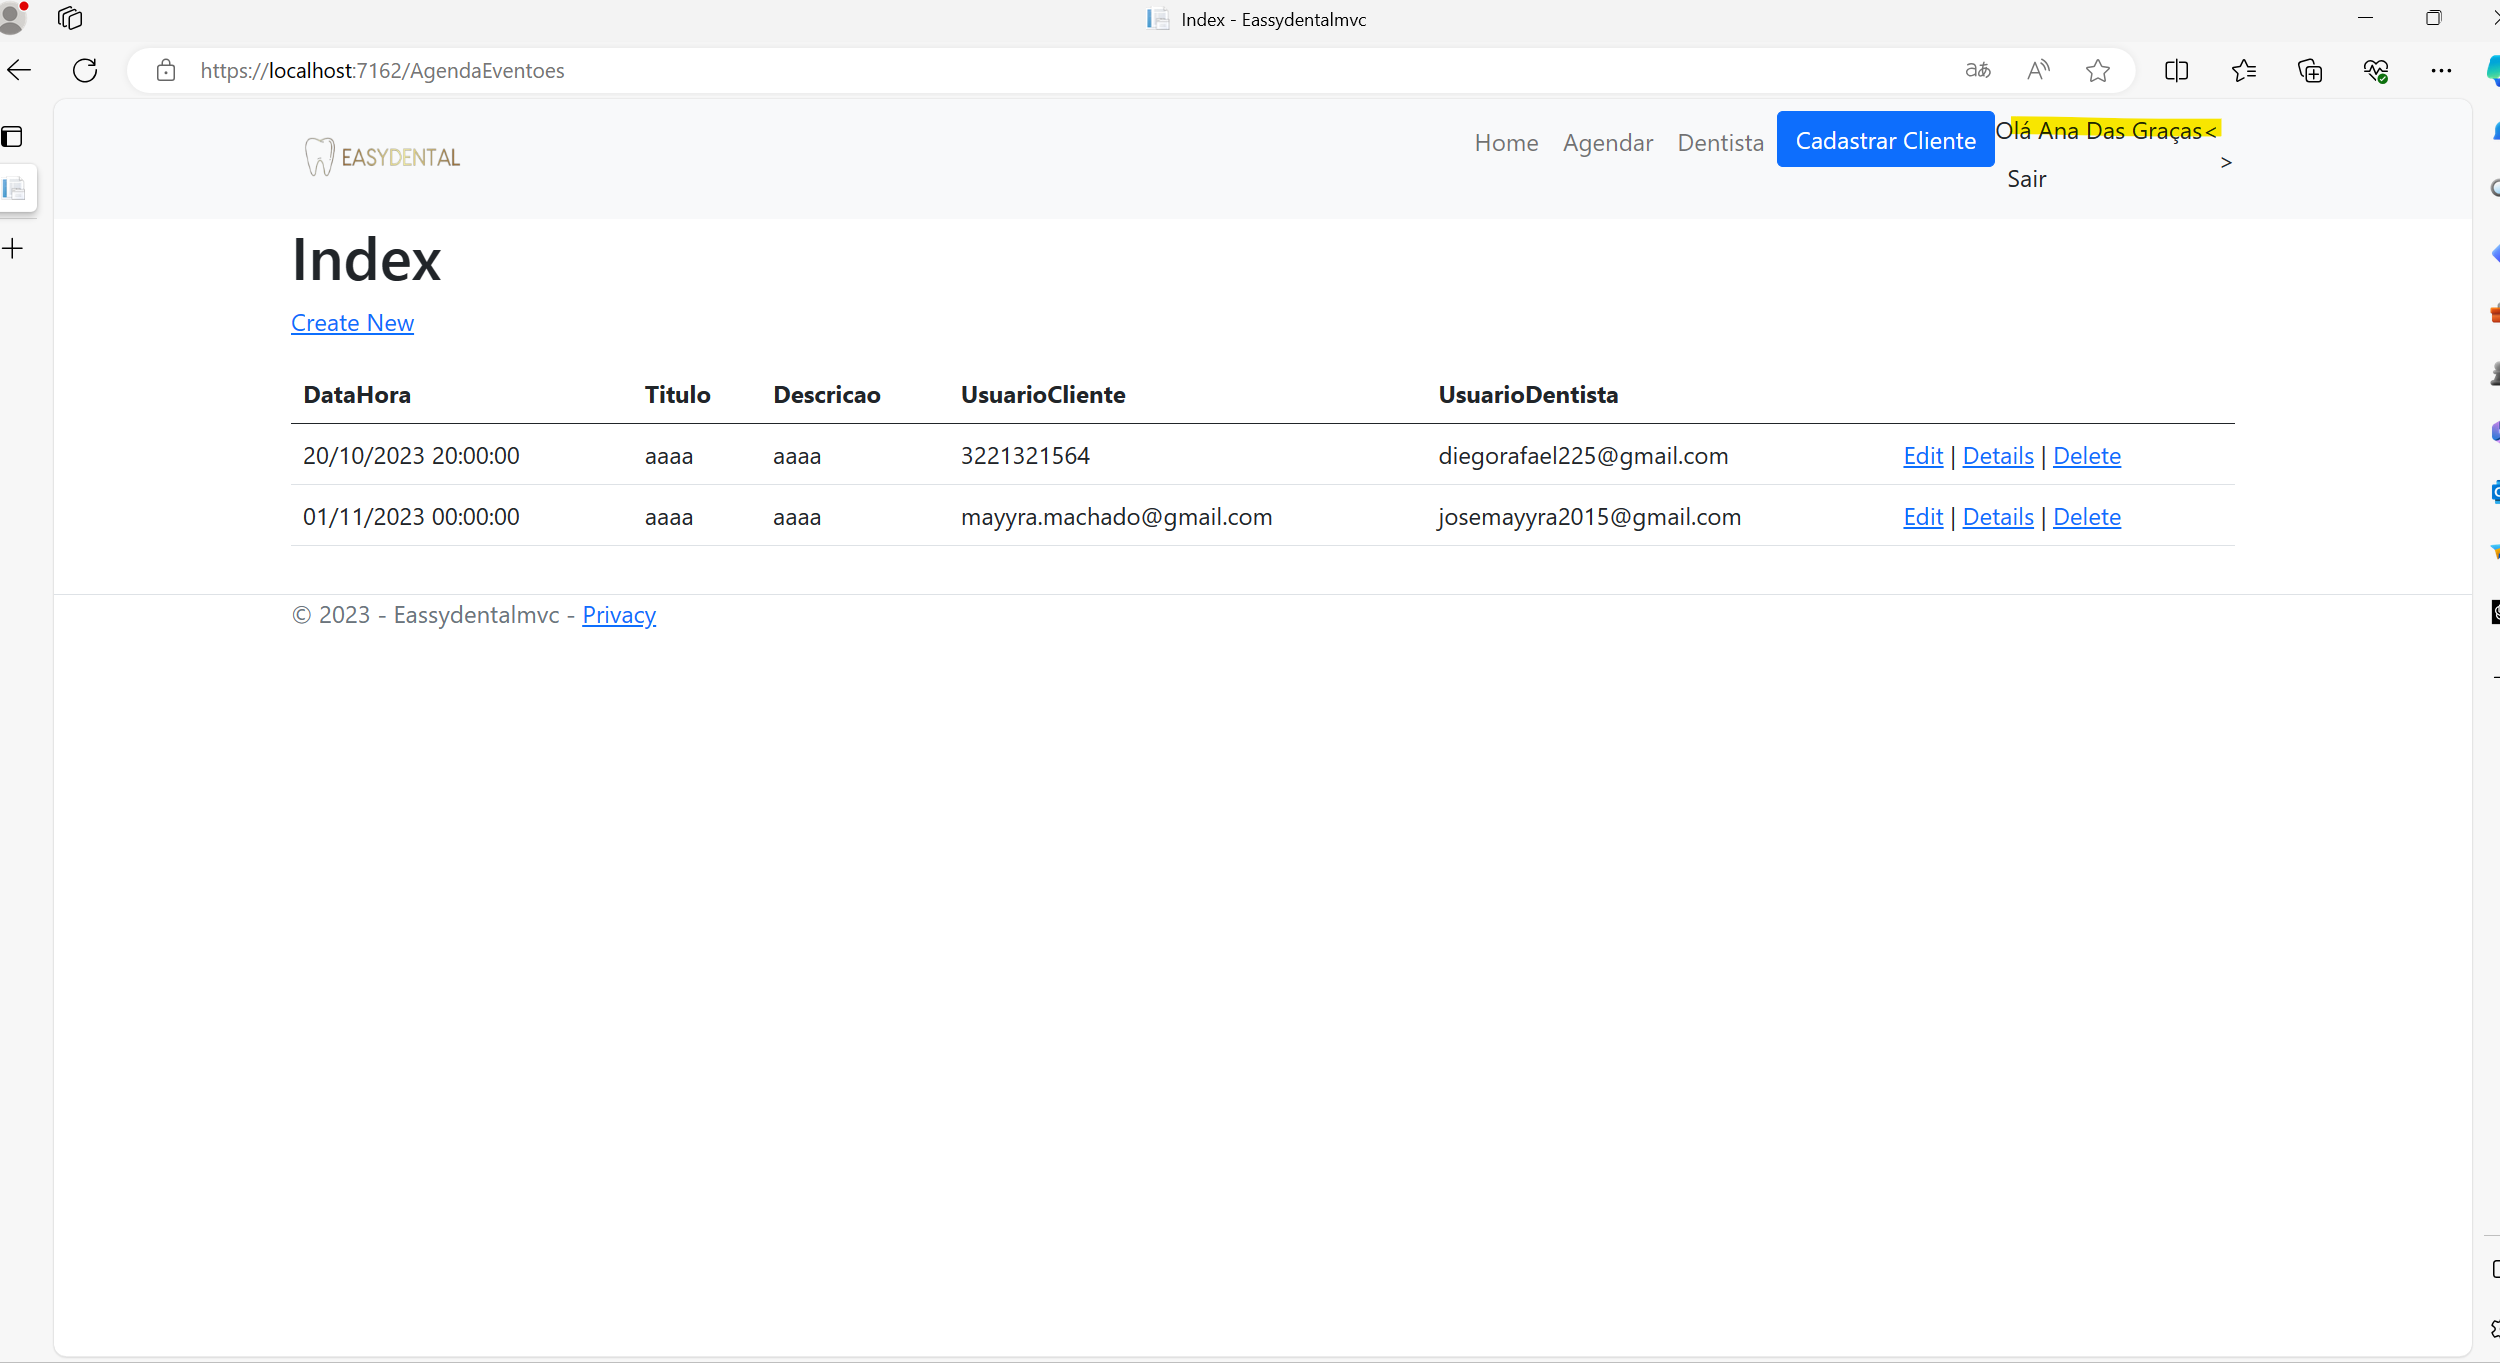 Index - Eassydentalmvc
https://localhost:7162/AgendaEventoes
EASYDENTAL
Home Agendar Dentista Cadastrar Cliente Olá Ana Das Graças<
>
Sair
Index
Create New
DataHora Titulo Descricao UsuarioCliente UsuarioDentista
20/10/2023 20:00:00 aaaa aaaa 3221321564 diegorafael225@gmail.com Edit | Details | Delete
01/11/2023 00:00:00 aaaa aaaa mayyra.machado@gmail.com josemayyra2015@gmail.com Edit | Details | Delete
© 2023 - Eassydentalmvc - Privacy